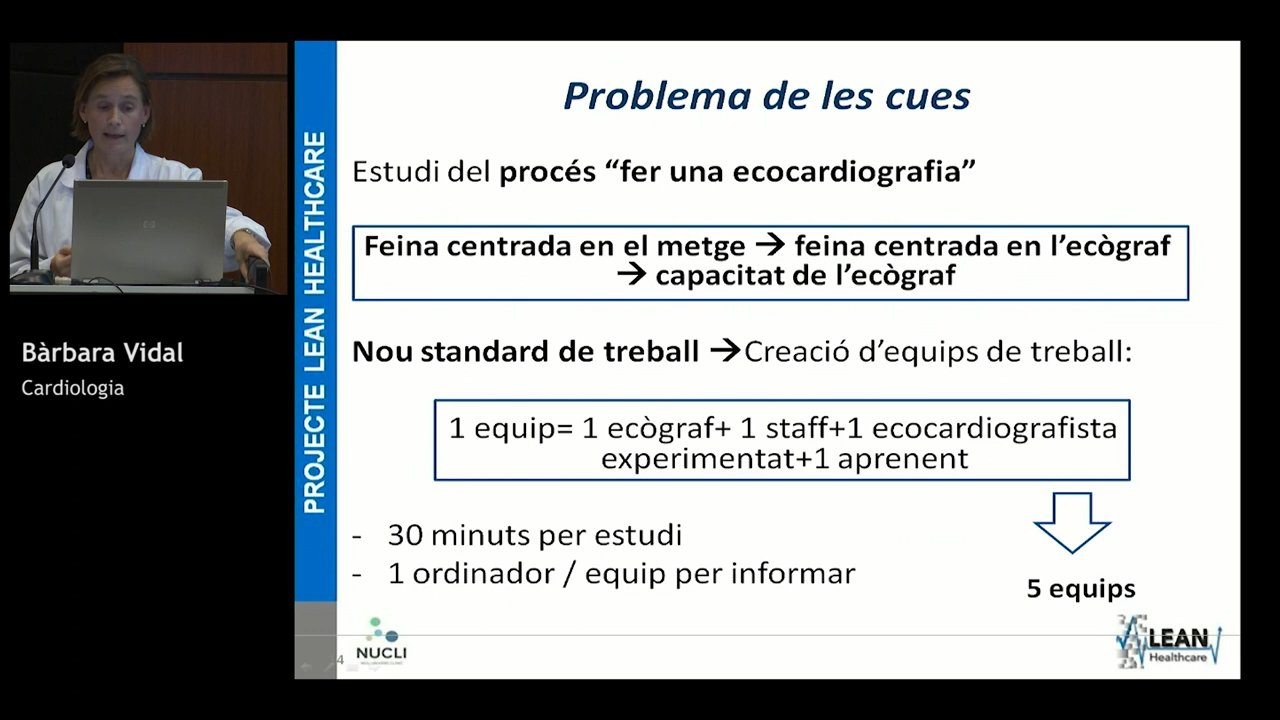 Problema de les cues
Estudi del procés “fer una ecocardiografia”
Feina centrada en el metge → feina centrada en l’ecògraf
→ capacitat de l’ecògraf
Nou standard de treball →Creació d’equips de treball:
1 equip= 1 ecògraf+ 1 staff+1 ecocardiografista
experimentat+1 aprenent
- 30 minuts per estudi
- 1 ordinador / equip per informar
5 equips
PROJECTE LEAN HEALTHCARE
Bàrbara Vidal
Cardiologia
4
NUCLI
LEAN
Healthcare
hp